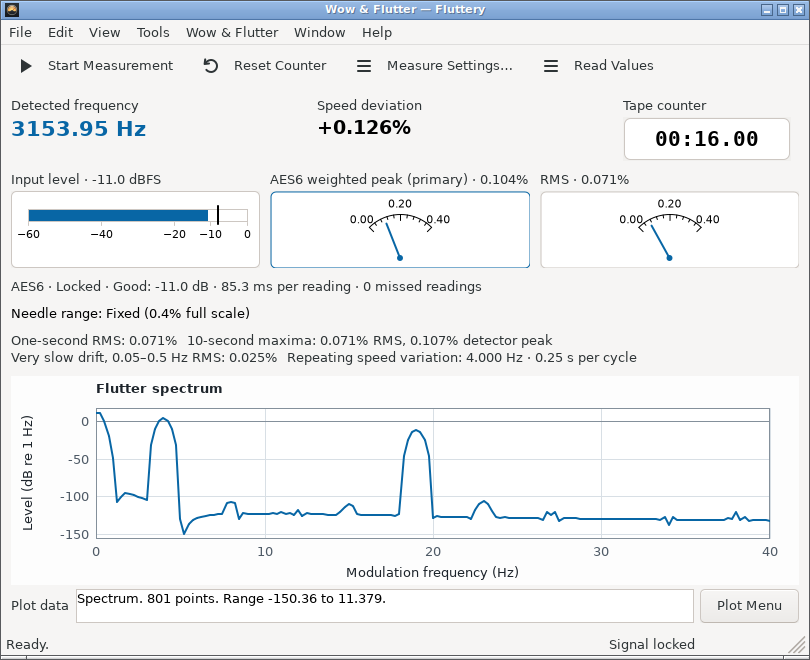 Wow & Flutter — Fluttery
File Edit View Tools Wow & Flutter Window Help
Start Measurement Reset Counter Measure Settings... Read Values
Detected frequency Speed deviation Tape counter
3153.95 Hz +0.126% 00:16.00
Input level · -11.0 dBFS AES6 weighted peak (primary) · 0.104% RMS · 0.071%
0.20 0.20
0.00 0.40 0.00 0.40
−60 −40 −20 −10 0
AES6 · Locked · Good: -11.0 dB · 85.3 ms per reading · 0 missed readings
Needle range: Fixed (0.4% full scale)
One-second RMS: 0.071% 10-second maxima: 0.071% RMS, 0.107% detector peak
Very slow drift, 0.05–0.5 Hz RMS: 0.025% Repeating speed variation: 4.000 Hz · 0.25 s per cycle
Flutter spectrum
Level (dB re 1 Hz)
0
-50
-100
-150
0 10 20 30 40
Modulation frequency (Hz)
Plot data Spectrum. 801 points. Range -150.36 to 11.379. Plot Menu
Ready. Signal locked